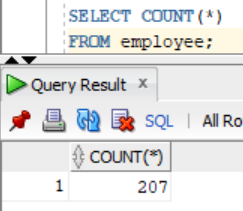 SELECT COUNT(*)
FROM employee;
Query Result x
SQL | All Ro
COUNT(*)
1 207